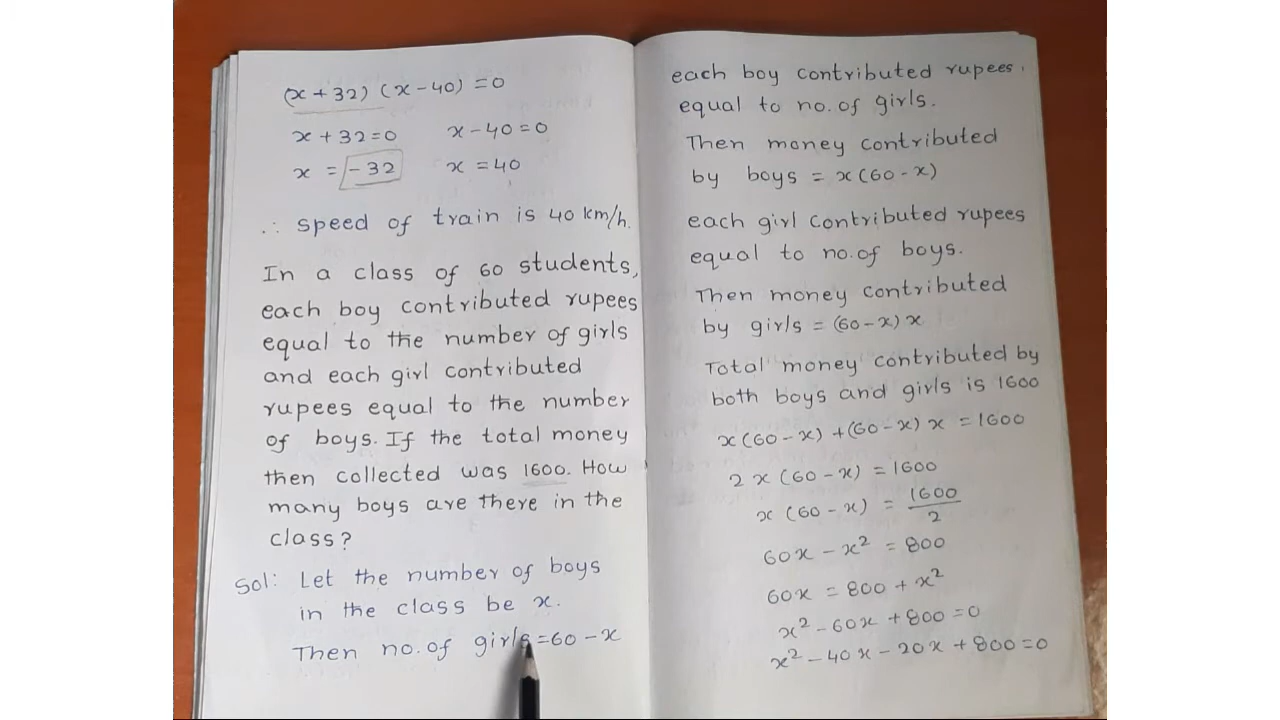 (x + 32) (x - 40) = 0
x + 32 = 0    x - 40 = 0
x = -32    x = 40
∴ speed of train is 40 km/h.
In a class of 60 students,
each boy contributed rupees
equal to the number of girls
and each girl contributed
rupees equal to the number
of boys. If the total money
then collected was 1600. How
many boys are there in the
class?
Sol: Let the number of boys
in the class be x.
Then no. of girls = 60 - x
each boy contributed rupees.
equal to no. of girls.
Then money contributed
by boys = x(60 - x)
each girl contributed rupees
equal to no. of boys.
Then money contributed
by girls = (60 - x) x
Total money contributed by
both boys and girls is 1600
x(60 - x) + (60 - x) x = 1600
2 x (60 - x) = 1600
x (60 - x) = 1600/2
60x - x² = 800
60x = 800 + x²
x² - 60x + 800 = 0
x² - 40x - 20x + 800 = 0